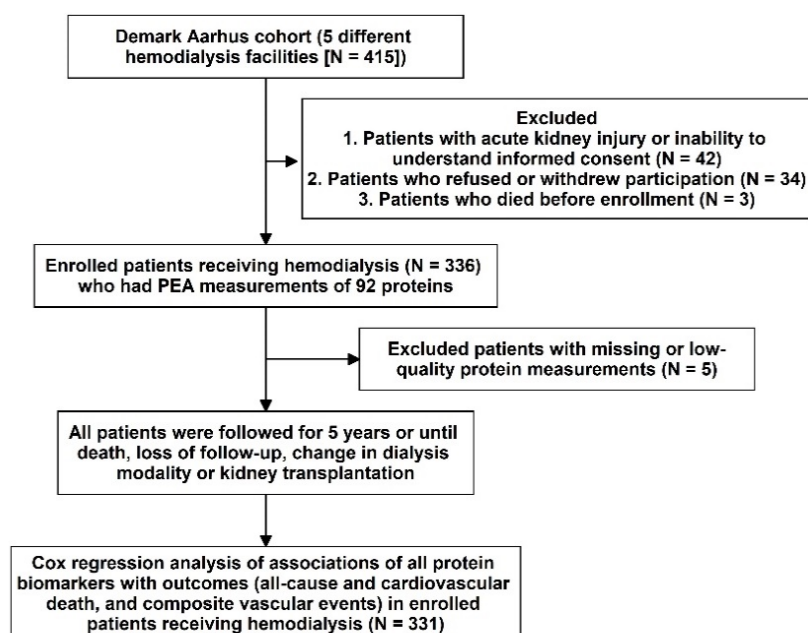 Demark Aarhus cohort (5 different
hemodialysis facilities [N = 415])
Excluded
1. Patients with acute kidney injury or inability to
understand informed consent (N = 42)
2. Patients who refused or withdrew participation (N = 34)
3. Patients who died before enrollment (N = 3)
Enrolled patients receiving hemodialysis (N = 336)
who had PEA measurements of 92 proteins
Excluded patients with missing or low-
quality protein measurements (N = 5)
All patients were followed for 5 years or until
death, loss of follow-up, change in dialysis
modality or kidney transplantation
Cox regression analysis of associations of all protein
biomarkers with outcomes (all-cause and cardiovascular
death, and composite vascular events) in enrolled
patients receiving hemodialysis (N = 331)